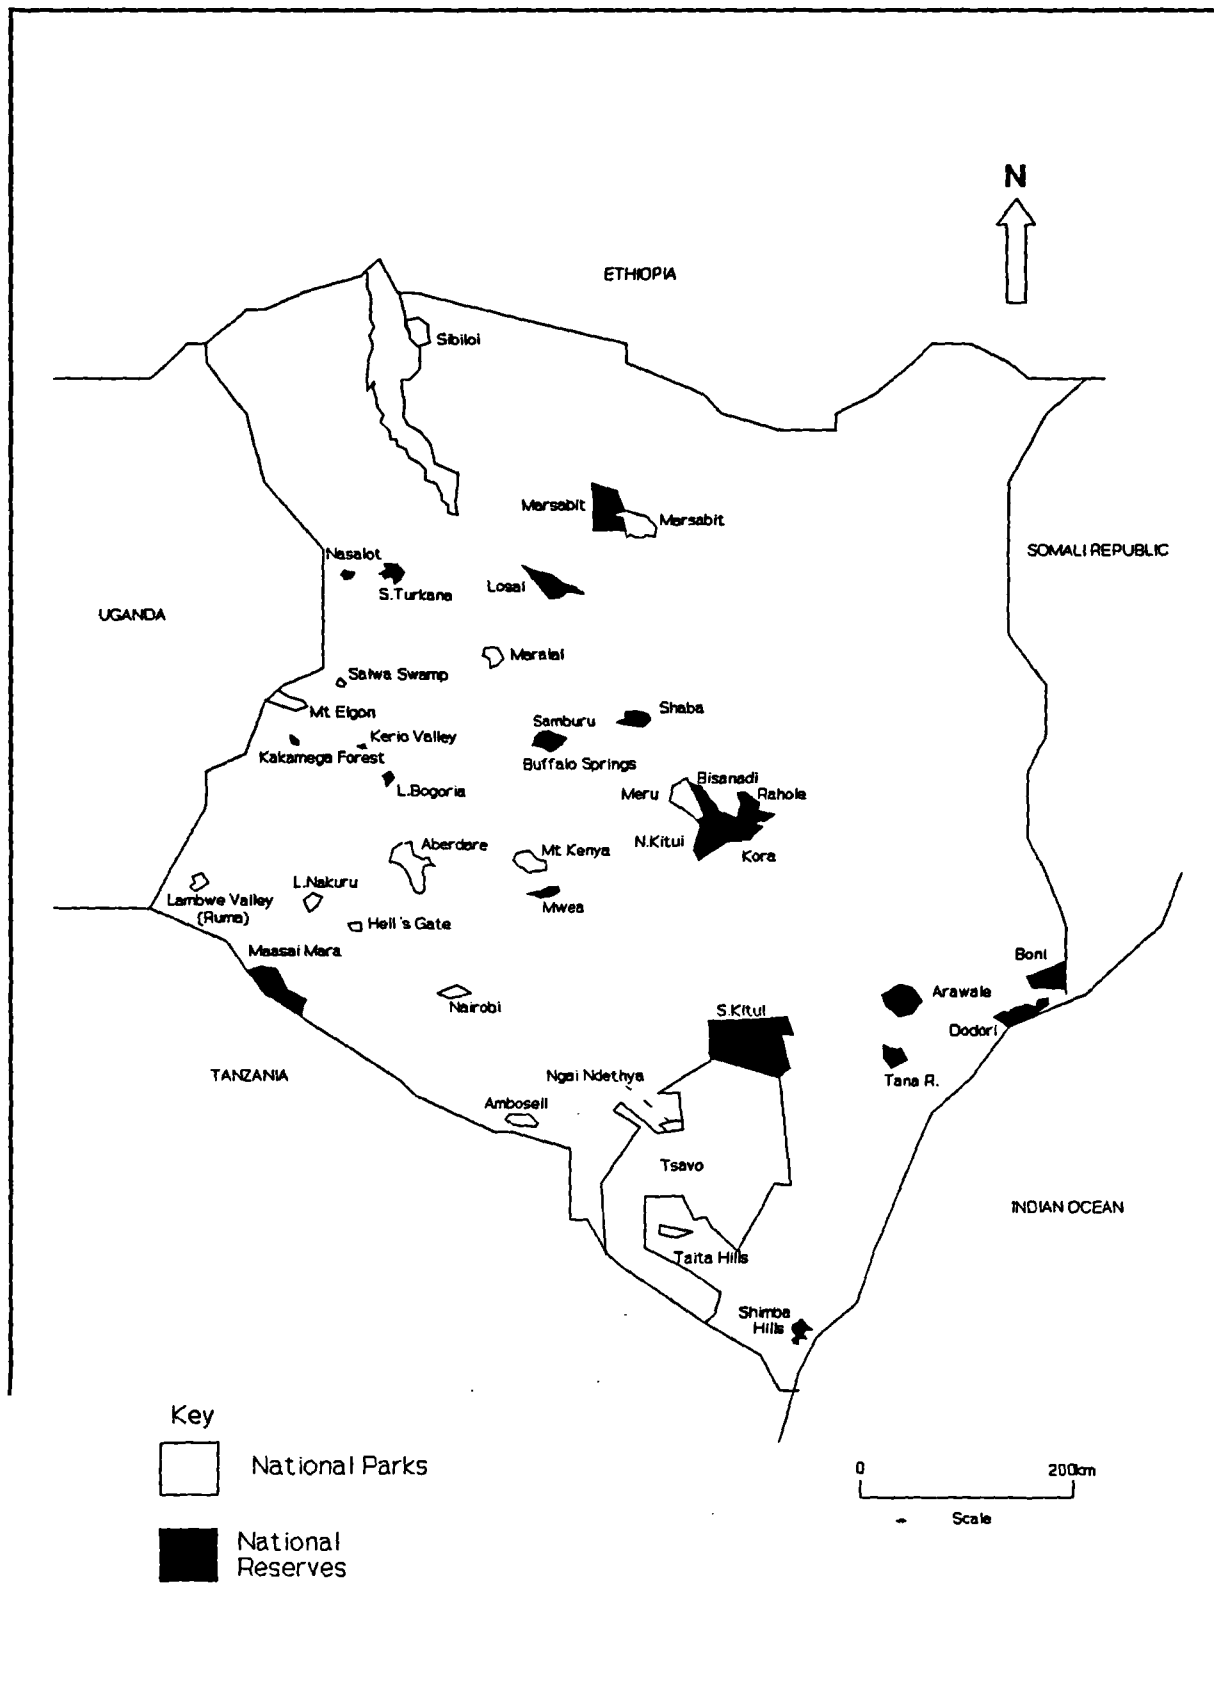 N
ETHIOPIA
Sibiloi
Marsabit
Marsabit
SOMALI REPUBLIC
Nasalot
S.Turkana
Losai
UGANDA
Maralal
Saiwa Swamp
Mt Elgon
Shaba
Samburu
Kerio Valley
Kakamega Forest
Buffalo Springs
Bisanadi
L.Bogoria
Meru
Rahole
N.Kitui
Aberdare
Mt Kenya
Kora
L.Nakuru
Lambwe Valley
(Ruma)
Mwea
Hell's Gate
Maasai Mara
Boni
Arawale
Nairobi
S.Kitui
Dodori
TANZANIA
Ngai Ndethya
Tana R.
Amboseli
Tsavo
INDIAN OCEAN
Taita Hills
Shimba
Hills
Key
National Parks
0
200km
Scale
National
Reserves